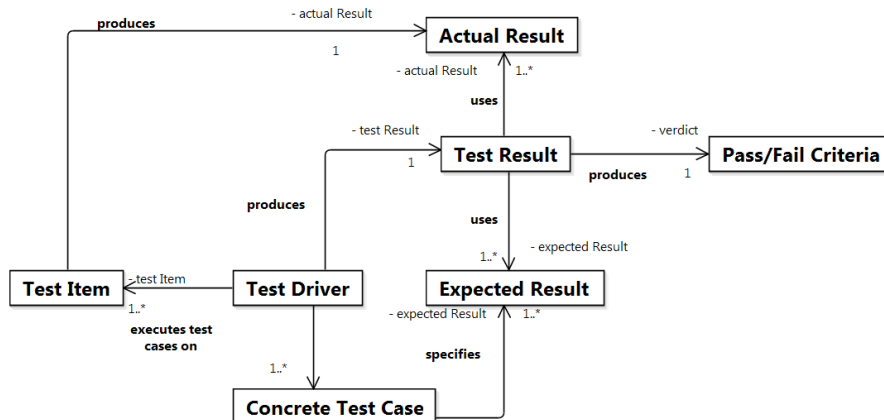 - actual Result
produces
Actual Result
1
- actual Result
1..*
uses
- test Result
- verdict
Test Result
Pass/Fail Criteria
1
produces
1
produces
uses
1..*
- expected Result
- test Item
Test Item
Test Driver
Expected Result
1..*
- expected Result
1..*
executes test
cases on
specifies
1..*
Concrete Test Case